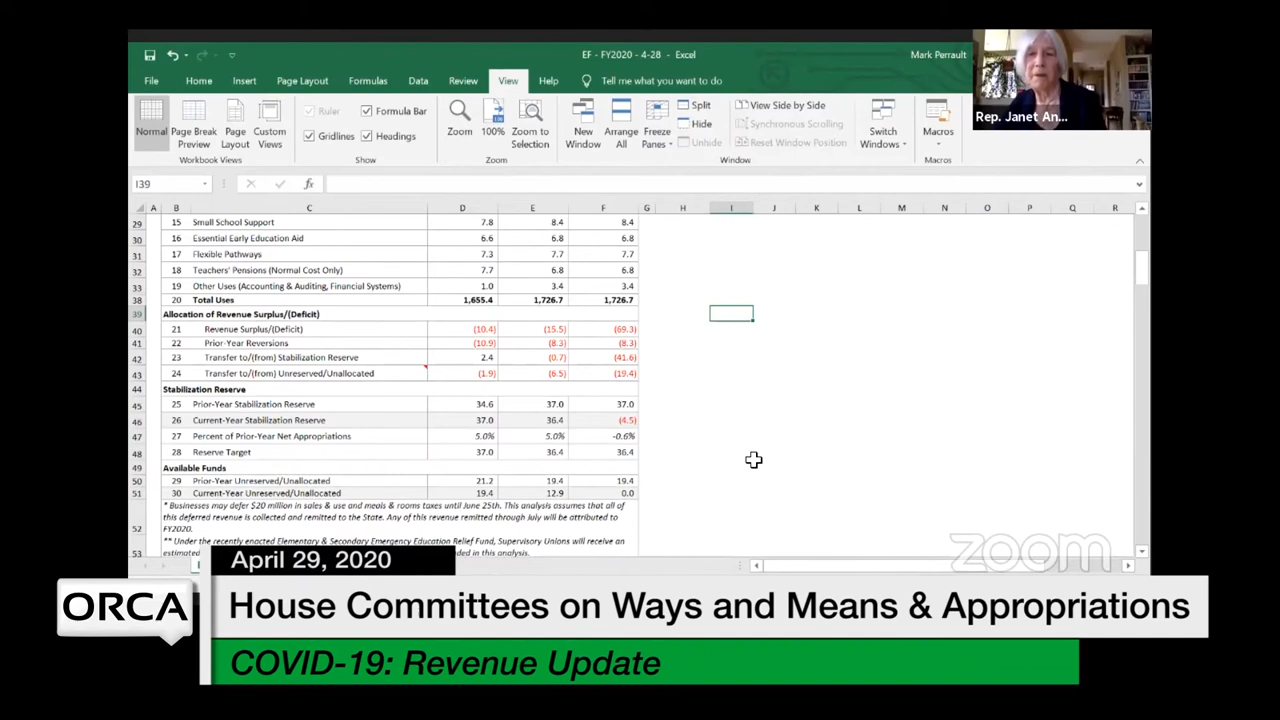 EF - FY2020 - 4-28 - Excel
Mark Perrault
File Home Insert Page Layout Formulas Data Review View Help Tell me what you want to do
Normal
Page Break Preview
Page Layout
Custom Views
Workbook Views
Ruler
Formula Bar
Gridlines
Headings
Show
Zoom
100%
Zoom to Selection
Zoom
New Window
Arrange All
Freeze Panes
Split
Hide
Unhide
View Side by Side
Synchronous Scrolling
Reset Window Position
Window
Switch Windows
Macros
Macros
Rep. Janet An...
I39
fx
A B C D E F G H I J K L M N O P Q R
29 15 Small School Support 7.8 8.4 8.4
30 16 Essential Early Education Aid 6.6 6.8 6.8
31 17 Flexible Pathways 7.3 7.7 7.7
32 18 Teachers' Pensions (Normal Cost Only) 7.7 6.8 6.8
33 19 Other Uses (Accounting & Auditing, Financial Systems) 1.0 3.4 3.4
38 20 Total Uses 1,655.4 1,726.7 1,726.7
39 Allocation of Revenue Surplus/(Deficit)
40 21 Revenue Surplus/(Deficit) (10.4) (15.5) (69.3)
41 22 Prior-Year Reversions (10.9) (8.3) (8.3)
42 23 Transfer to/(from) Stabilization Reserve 2.4 (0.7) (41.6)
43 24 Transfer to/(from) Unreserved/Unallocated (1.9) (6.5) (19.4)
44 Stabilization Reserve
45 25 Prior-Year Stabilization Reserve 34.6 37.0 37.0
46 26 Current-Year Stabilization Reserve 37.0 36.4 (4.5)
47 27 Percent of Prior-Year Net Appropriations 5.0% 5.0% -0.6%
48 28 Reserve Target 37.0 36.4 36.4
49 Available Funds
50 29 Prior-Year Unreserved/Unallocated 21.2 19.4 19.4
51 30 Current-Year Unreserved/Unallocated 19.4 12.9 0.0
* Businesses may defer $20 million in sales & use and meals & rooms taxes until June 25th. This analysis assumes that all of
this deferred revenue is collected and remitted to the State. Any of this revenue remitted through July will be attributed to
52 FY2020.
** Under the recently enacted Elementary & Secondary Emergency Education Relief Fund, Supervisory Unions will receive an
53 estimated in this analysis.
zoom
April 29, 2020
ORCA
House Committees on Ways and Means & Appropriations
COVID-19: Revenue Update